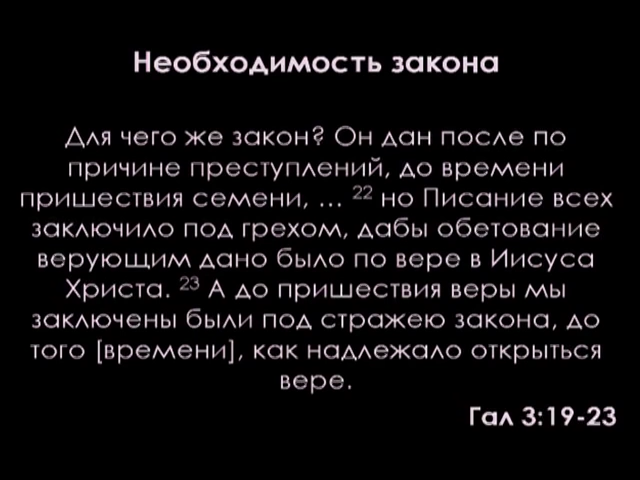 Необходимость закона
Для чего же закон? Он дан после по
причине преступлений, до времени
пришествия семени, ... 22 но Писание всех
заключило под грехом, дабы обетование
верующим дано было по вере в Иисуса
Христа. 23 А до пришествия веры мы
заключены были под стражею закона, до
того [времени], как надлежало открыться
вере.
Гал 3:19-23